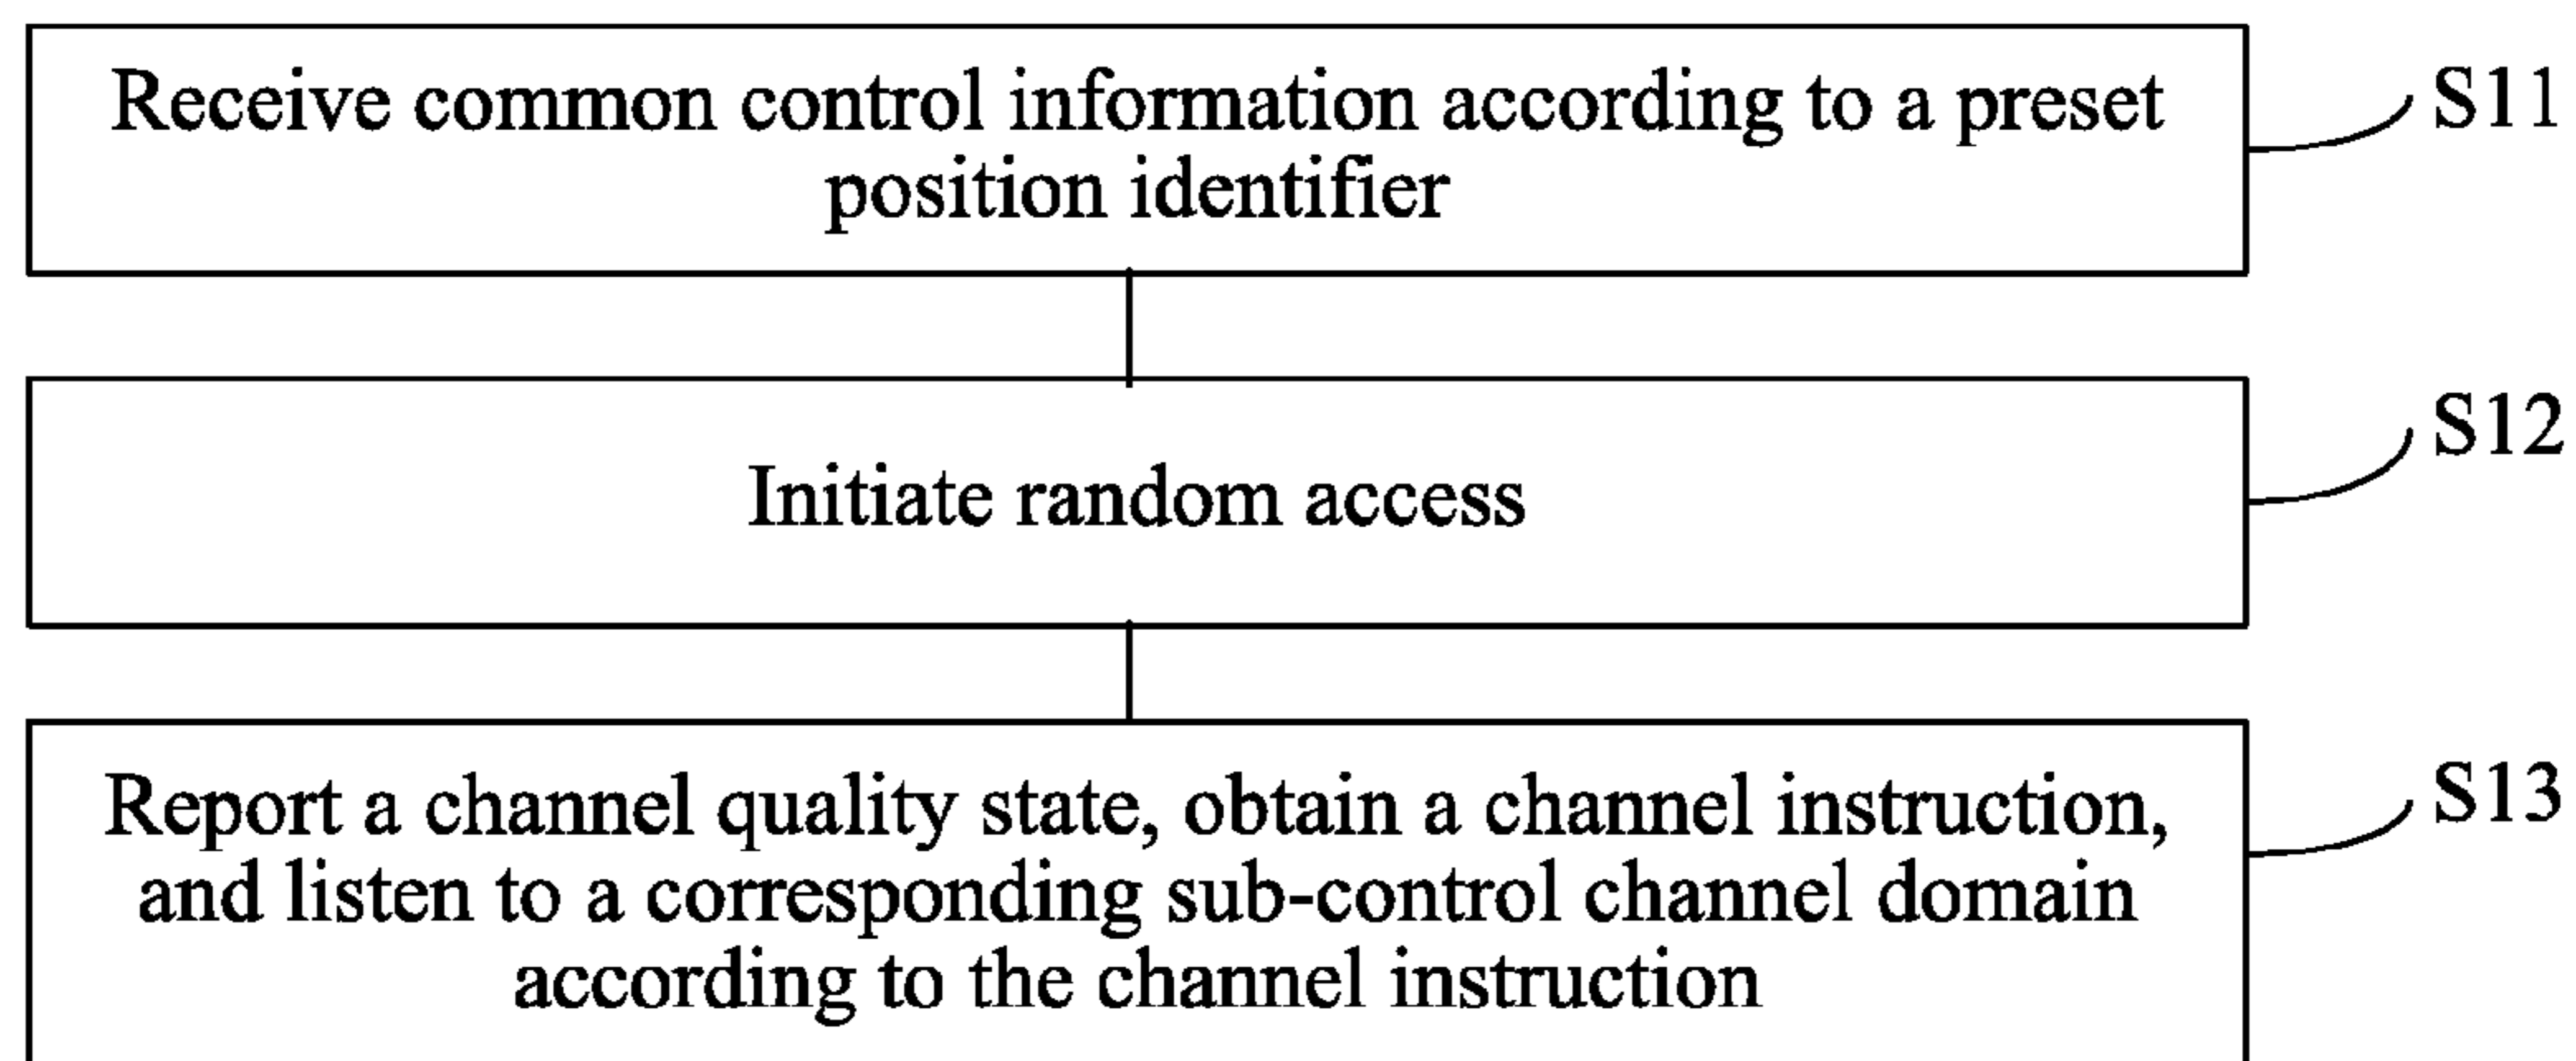 Receive common control information according to a preset
position identifier
S11
Initiate random access
S12
Report a channel quality state, obtain a channel instruction,
and listen to a corresponding sub-control channel domain
according to the channel instruction
S13